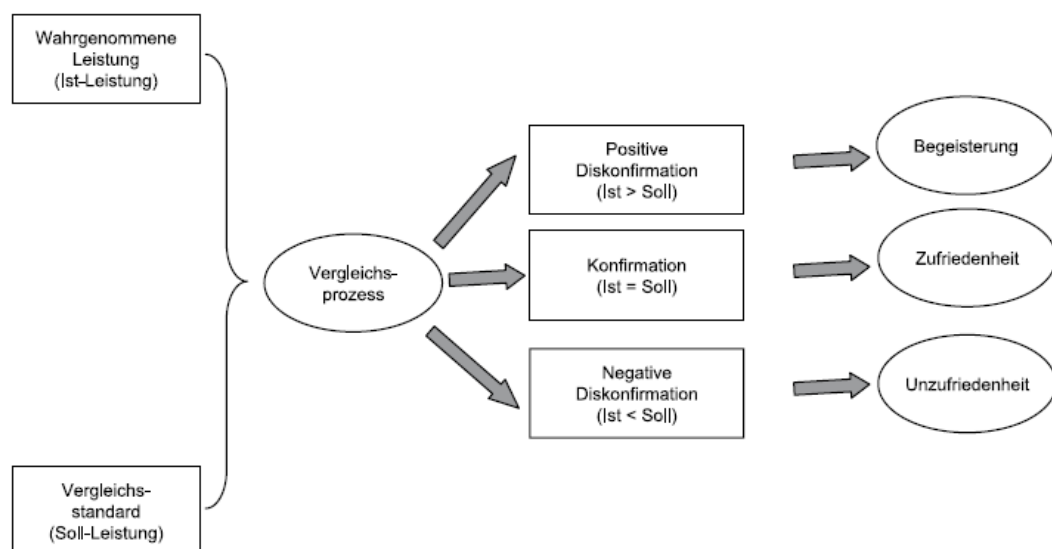 Wahrgenommene
Leistung
(Ist-Leistung)
Vergleichs-
standard
(Soll-Leistung)
Vergleichs-
prozess
Positive
Diskonfirmation
(Ist > Soll)
Konfirmation
(Ist = Soll)
Negative
Diskonfirmation
(Ist < Soll)
Begeisterung
Zufriedenheit
Unzufriedenheit